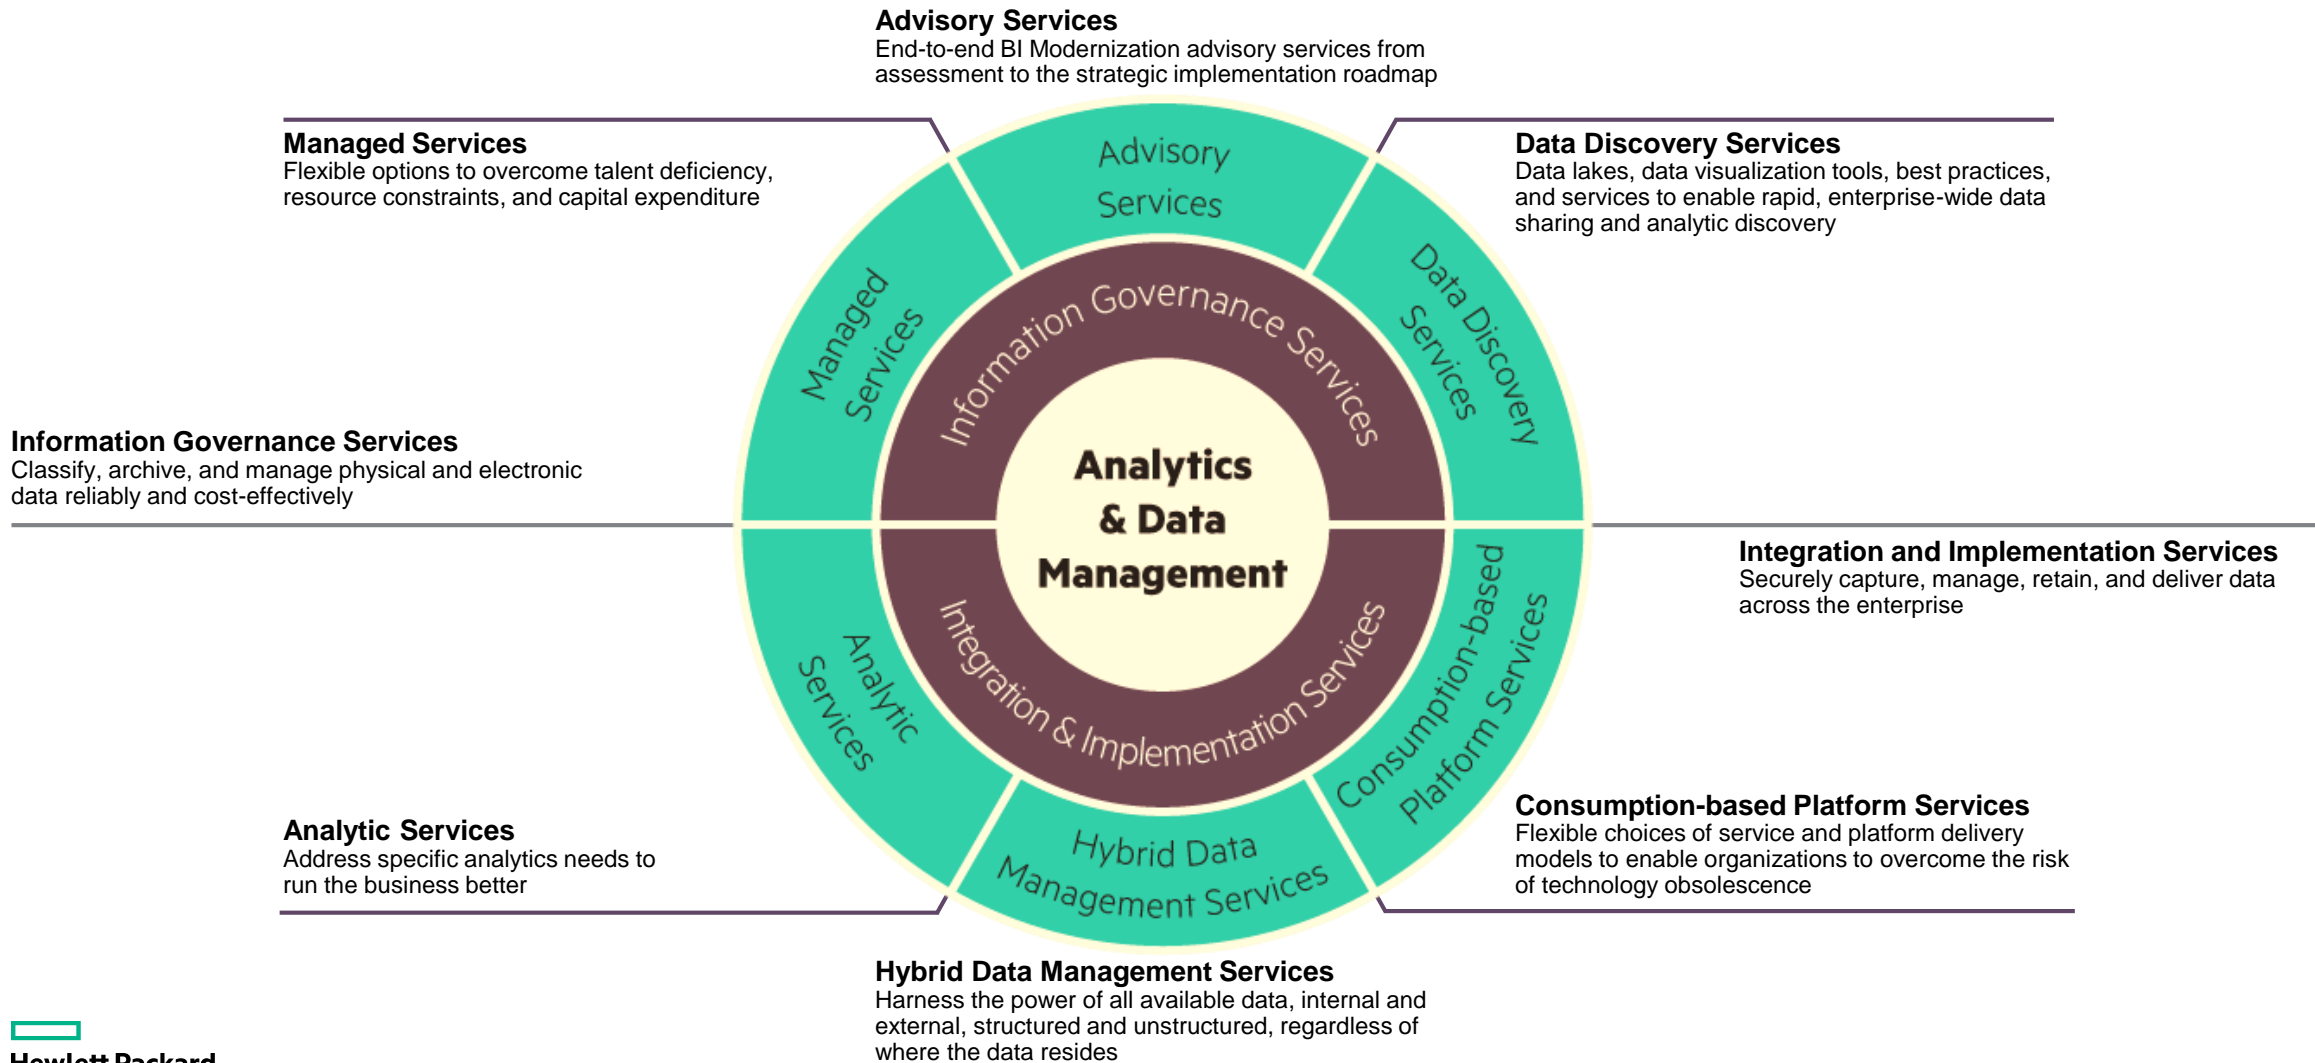 Advisory Services
End-to-end BI Modernization advisory services from
assessment to the strategic implementation roadmap
Managed Services
Flexible options to overcome talent deficiency,
resource constraints, and capital expenditure
Data Discovery Services
Data lakes, data visualization tools, best practices,
and services to enable rapid, enterprise-wide data
sharing and analytic discovery
Advisory
Services
Managed
Services
Data Discovery
Services
Information Governance Services
Information Governance Services
Classify, archive, and manage physical and electronic
data reliably and cost-effectively
Analytics
& Data
Management
Integration and Implementation Services
Securely capture, manage, retain, and deliver data
across the enterprise
Integration & Implementation Services
Analytic
Services
Consumption-based
Platform Services
Hybrid Data
Management Services
Analytic Services
Address specific analytics needs to
run the business better
Consumption-based Platform Services
Flexible choices of service and platform delivery
models to enable organizations to overcome the risk
of technology obsolescence
Hybrid Data Management Services
Harness the power of all available data, internal and
external, structured and unstructured, regardless of
where the data resides
Hewlett Packard